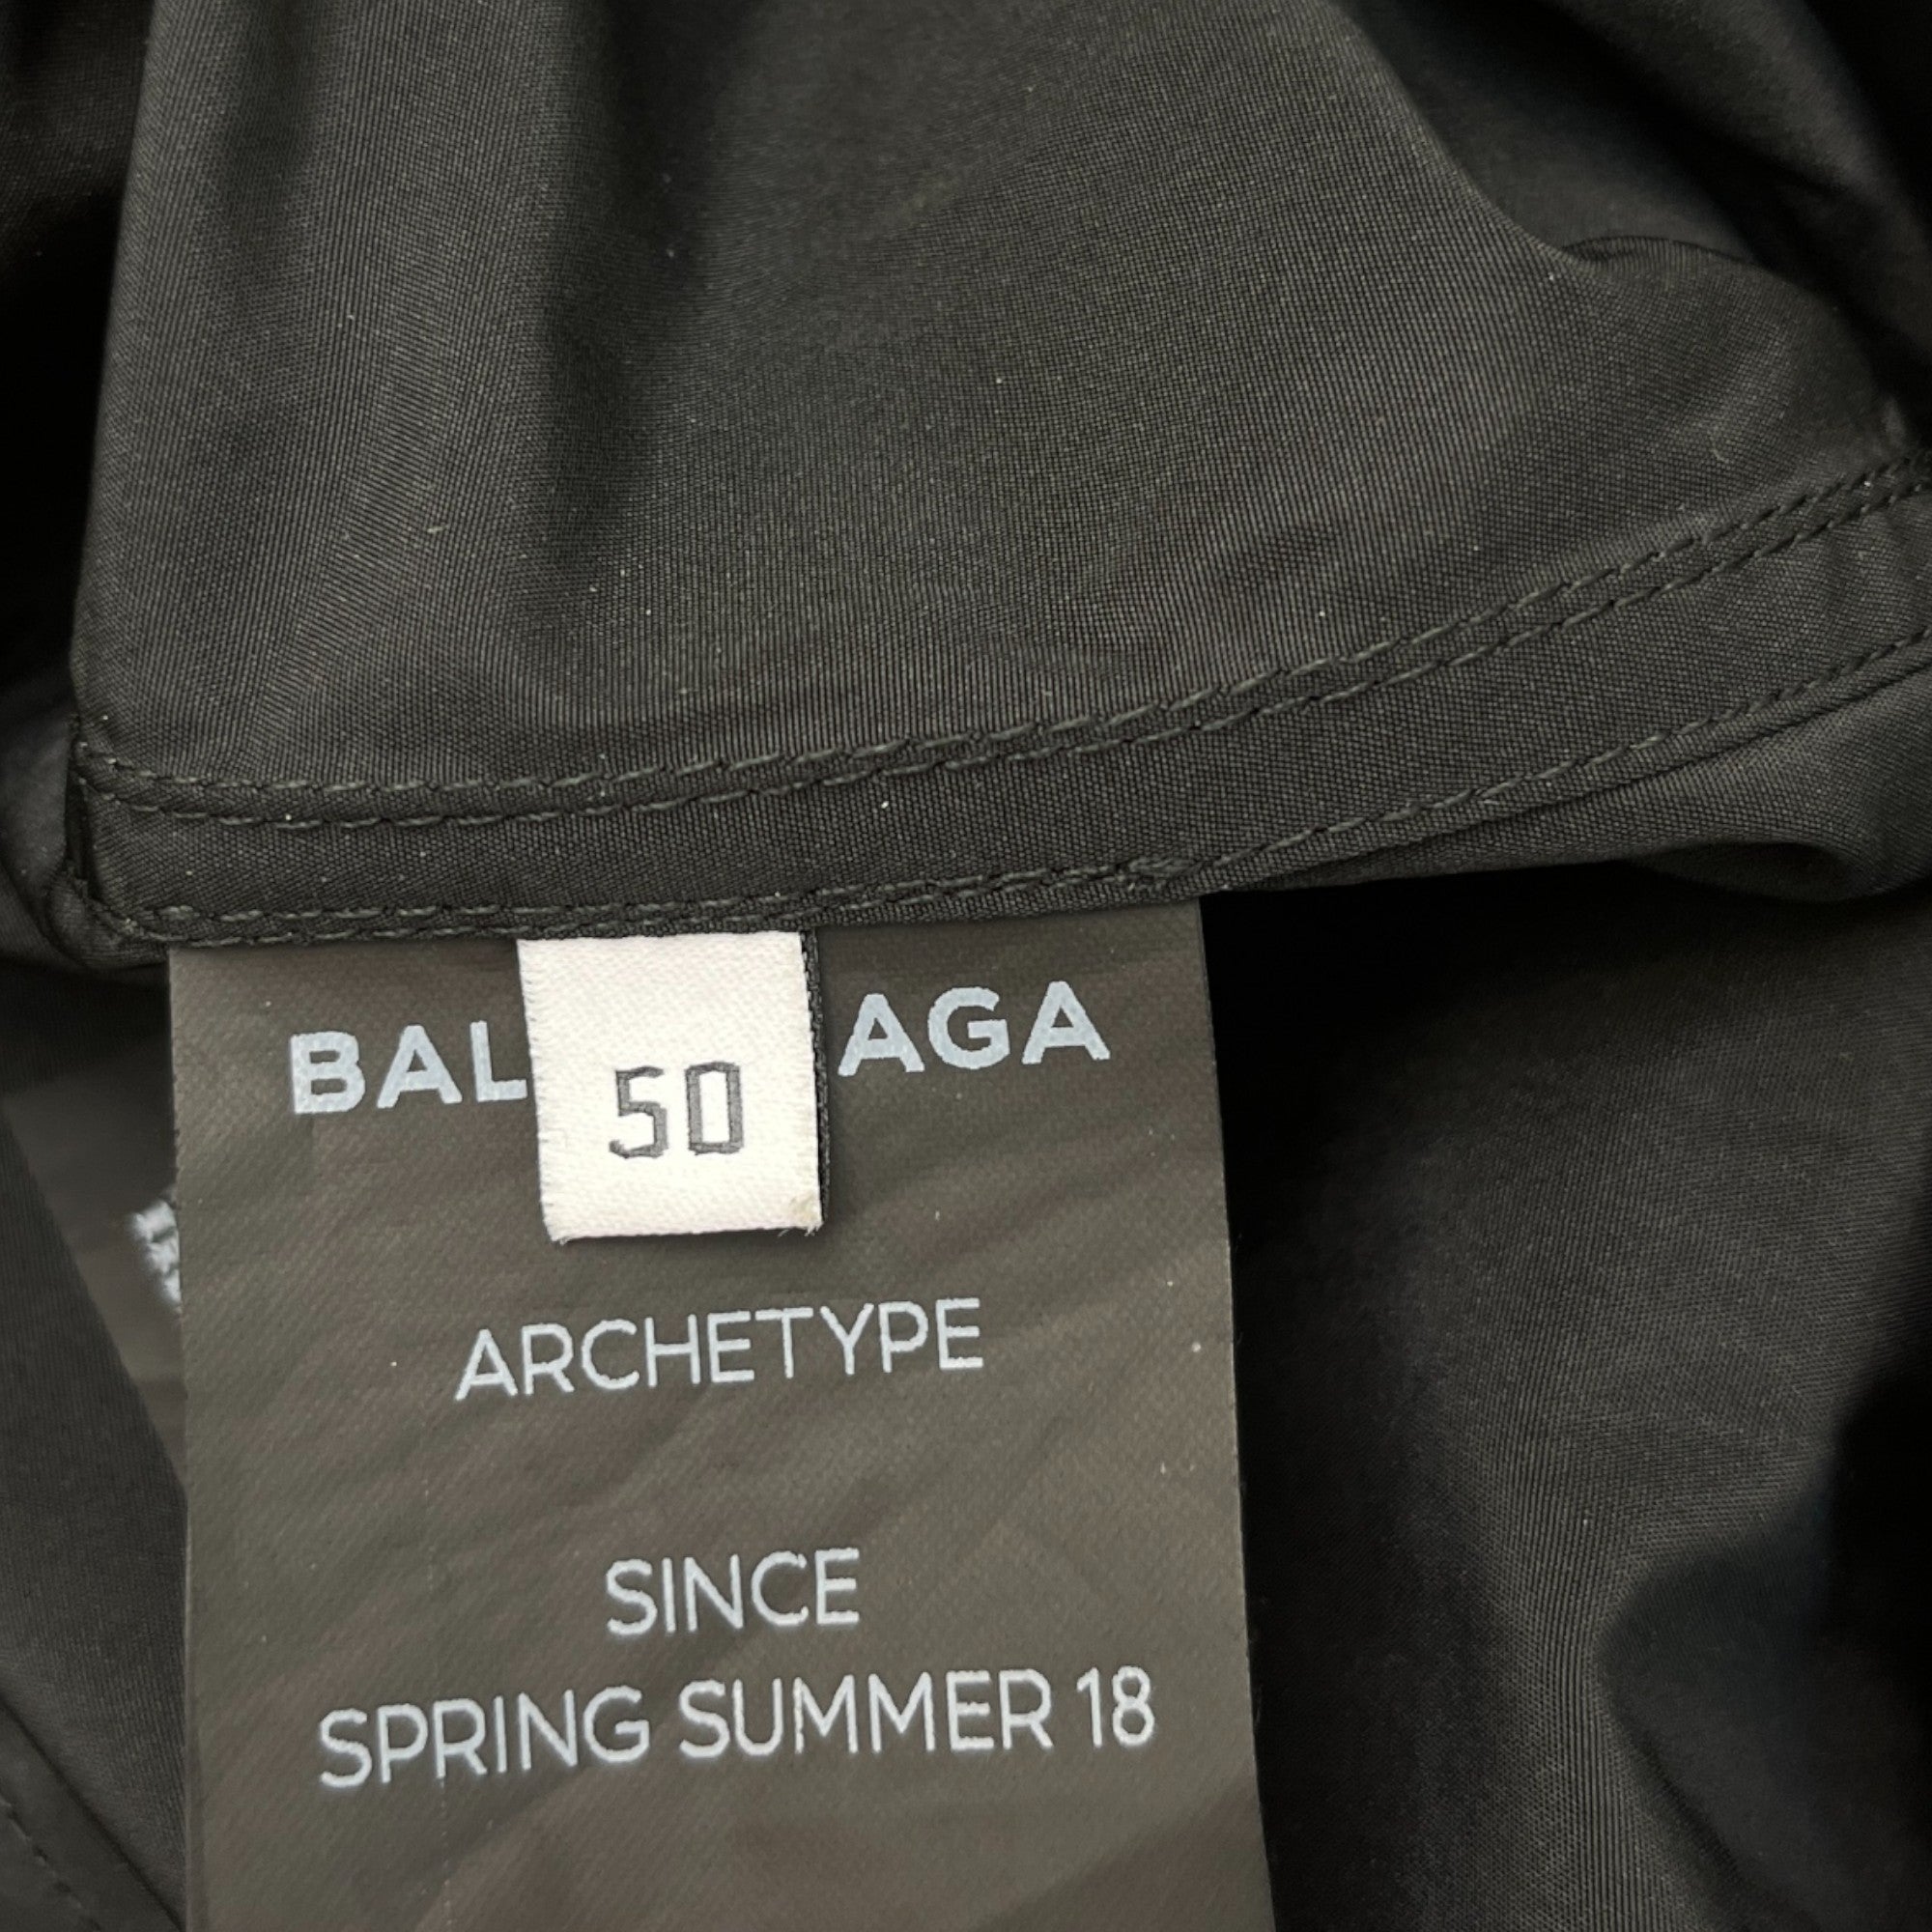 BAL AGA
50
ARCHETYPE
SINCE
SPRING SUMMER 18